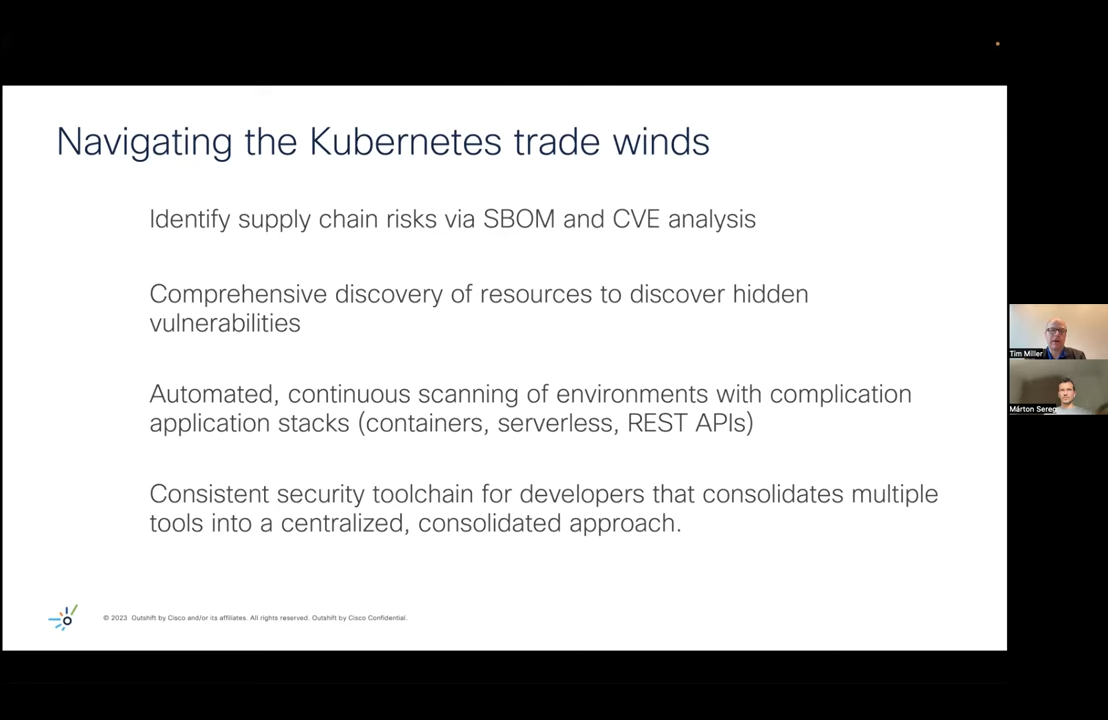 Navigating the Kubernetes trade winds
Identify supply chain risks via SBOM and CVE analysis
Comprehensive discovery of resources to discover hidden
vulnerabilities
Automated, continuous scanning of environments with complication
application stacks (containers, serverless, REST APIs)
Consistent security toolchain for developers that consolidates multiple
tools into a centralized, consolidated approach.
© 2023 Outshift by Cisco and/or its affiliates. All rights reserved. Outshift by Cisco Confidential.
Tim Miller
Márton Sereg